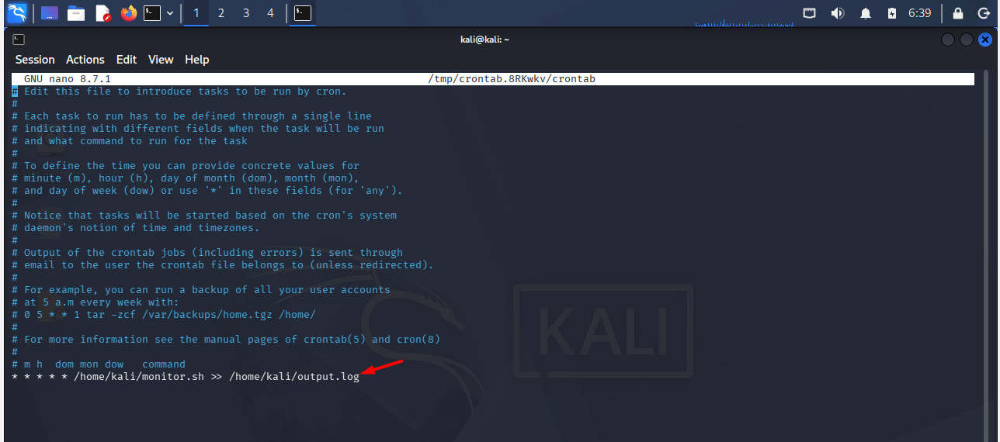 1 2 3 4 6:39
kali@kali: ~
Session Actions Edit View Help
GNU nano 8.7.1 /tmp/crontab.8RKwkv/crontab
# Edit this file to introduce tasks to be run by cron.
#
# Each task to run has to be defined through a single line
# indicating with different fields when the task will be run
# and what command to run for the task
#
# To define the time you can provide concrete values for
# minute (m), hour (h), day of month (dom), month (mon),
# and day of week (dow) or use '*' in these fields (for 'any').
#
# Notice that tasks will be started based on the cron's system
# daemon's notion of time and timezones.
#
# Output of the crontab jobs (including errors) is sent through
# email to the user the crontab file belongs to (unless redirected).
#
# For example, you can run a backup of all your user accounts
# at 5 a.m every week with:
# 0 5 * * 1 tar -zcf /var/backups/home.tgz /home/
#
# For more information see the manual pages of crontab(5) and cron(8)
#
# m h  dom mon dow   command
* * * * * /home/kali/monitor.sh >> /home/kali/output.log
KALI